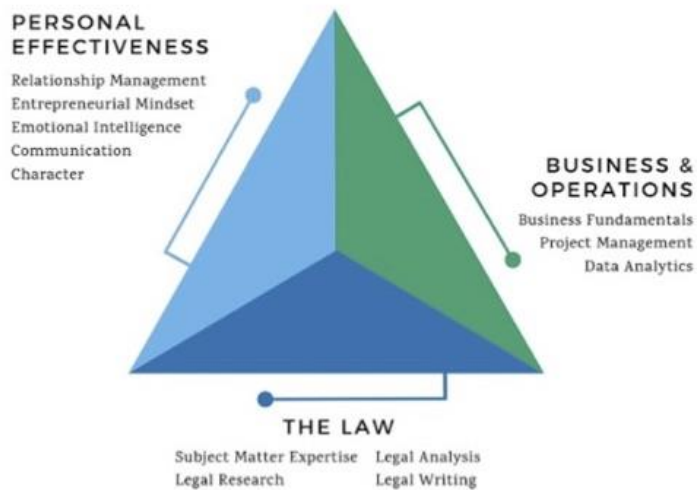 PERSONAL
EFFECTIVENESS
Relationship Management
Entrepreneurial Mindset
Emotional Intelligence
Communication
Character
BUSINESS &
OPERATIONS
Business Fundamentals
Project Management
Data Analytics
THE LAW
Subject Matter Expertise Legal Analysis
Legal Research Legal Writing